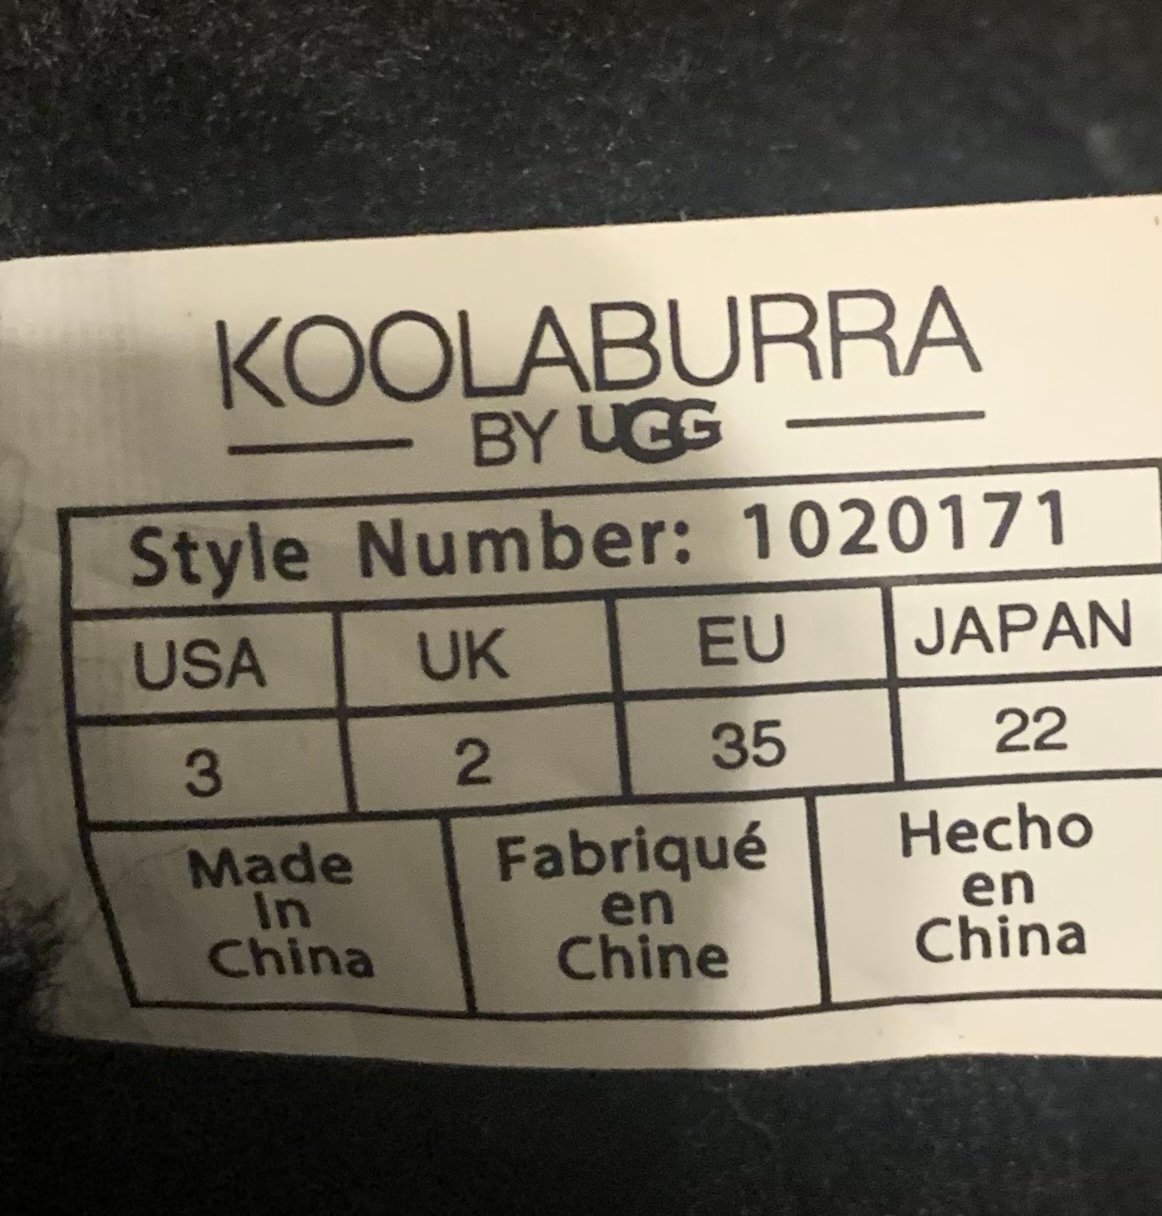 KOOLABURRA
BY UGG
Style Number: 1020171
USA UK EU JAPAN
3 2 35 22
Made
In
China
Fabriqué
en
Chine
Hecho
en
China